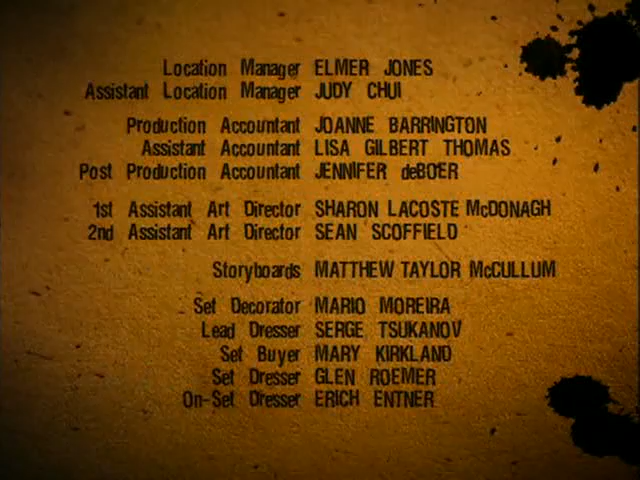 Location Manager ELMER JONES
Assistant Location Manager JUDY CHUI
Production Accountant JOANNE BARRINGTON
Assistant Accountant LISA GILBERT THOMAS
Post Production Accountant JENNIFER deBOER
1st Assistant Art Director SHARON LACOSTE McDONAGH
2nd Assistant Art Director SEAN SCOFFIELD
Storyboards MATTHEW TAYLOR McCULLUM
Set Decorator MARIO MOREIRA
Lead Dresser SERGE TSUKANOV
Set Buyer MARY KIRKLAND
Set Dresser GLEN ROEMER
On-Set Dresser ERICH ENTNER